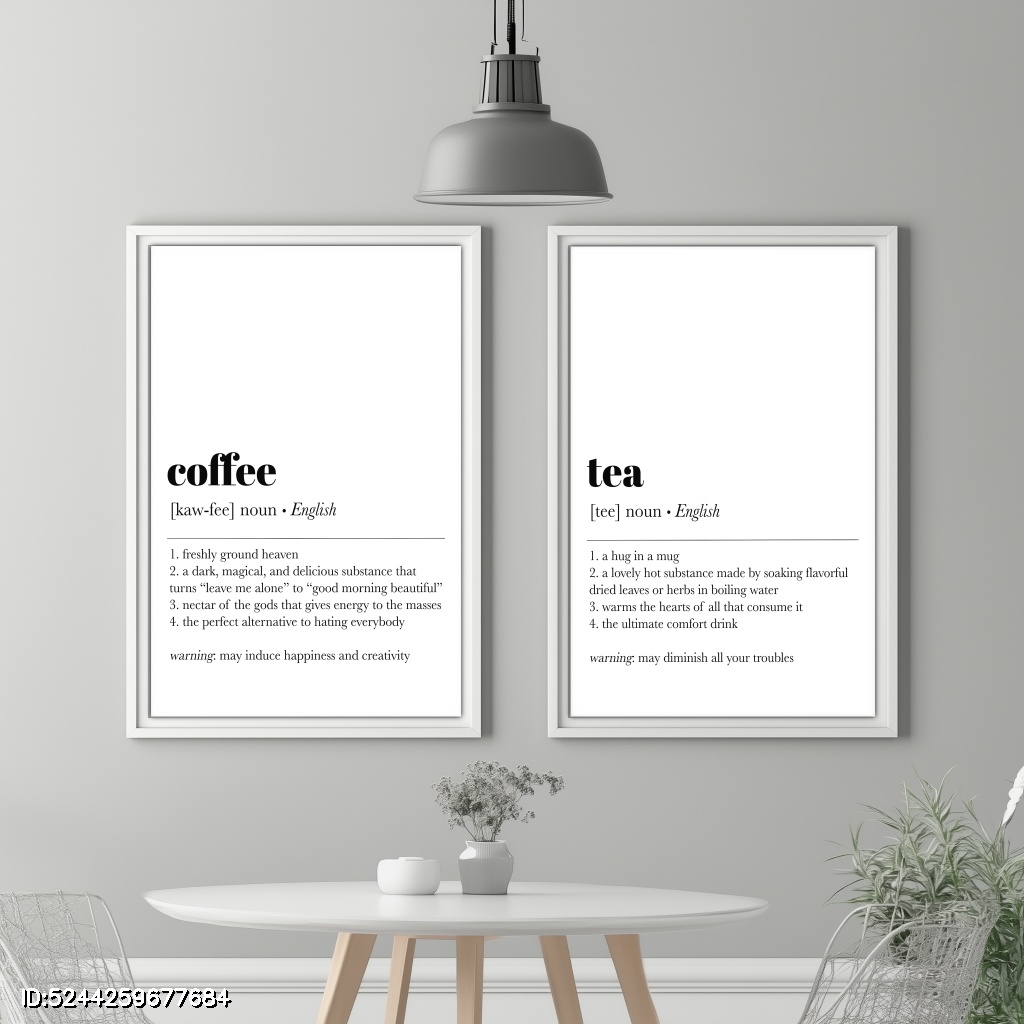 coffee
[kaw-fee] noun • English
1. freshly ground heaven
2. a dark, magical, and delicious substance that
turns “leave me alone” to “good morning beautiful”
3. nectar of the gods that gives energy to the masses
4. the perfect alternative to hating everybody
warning: may induce happiness and creativity
tea
[tee] noun • English
1. a hug in a mug
2. a lovely hot substance made by soaking flavorful
dried leaves or herbs in boiling water
3. warms the hearts of all that consume it
4. the ultimate comfort drink
warning: may diminish all your troubles
ID:5244259677684